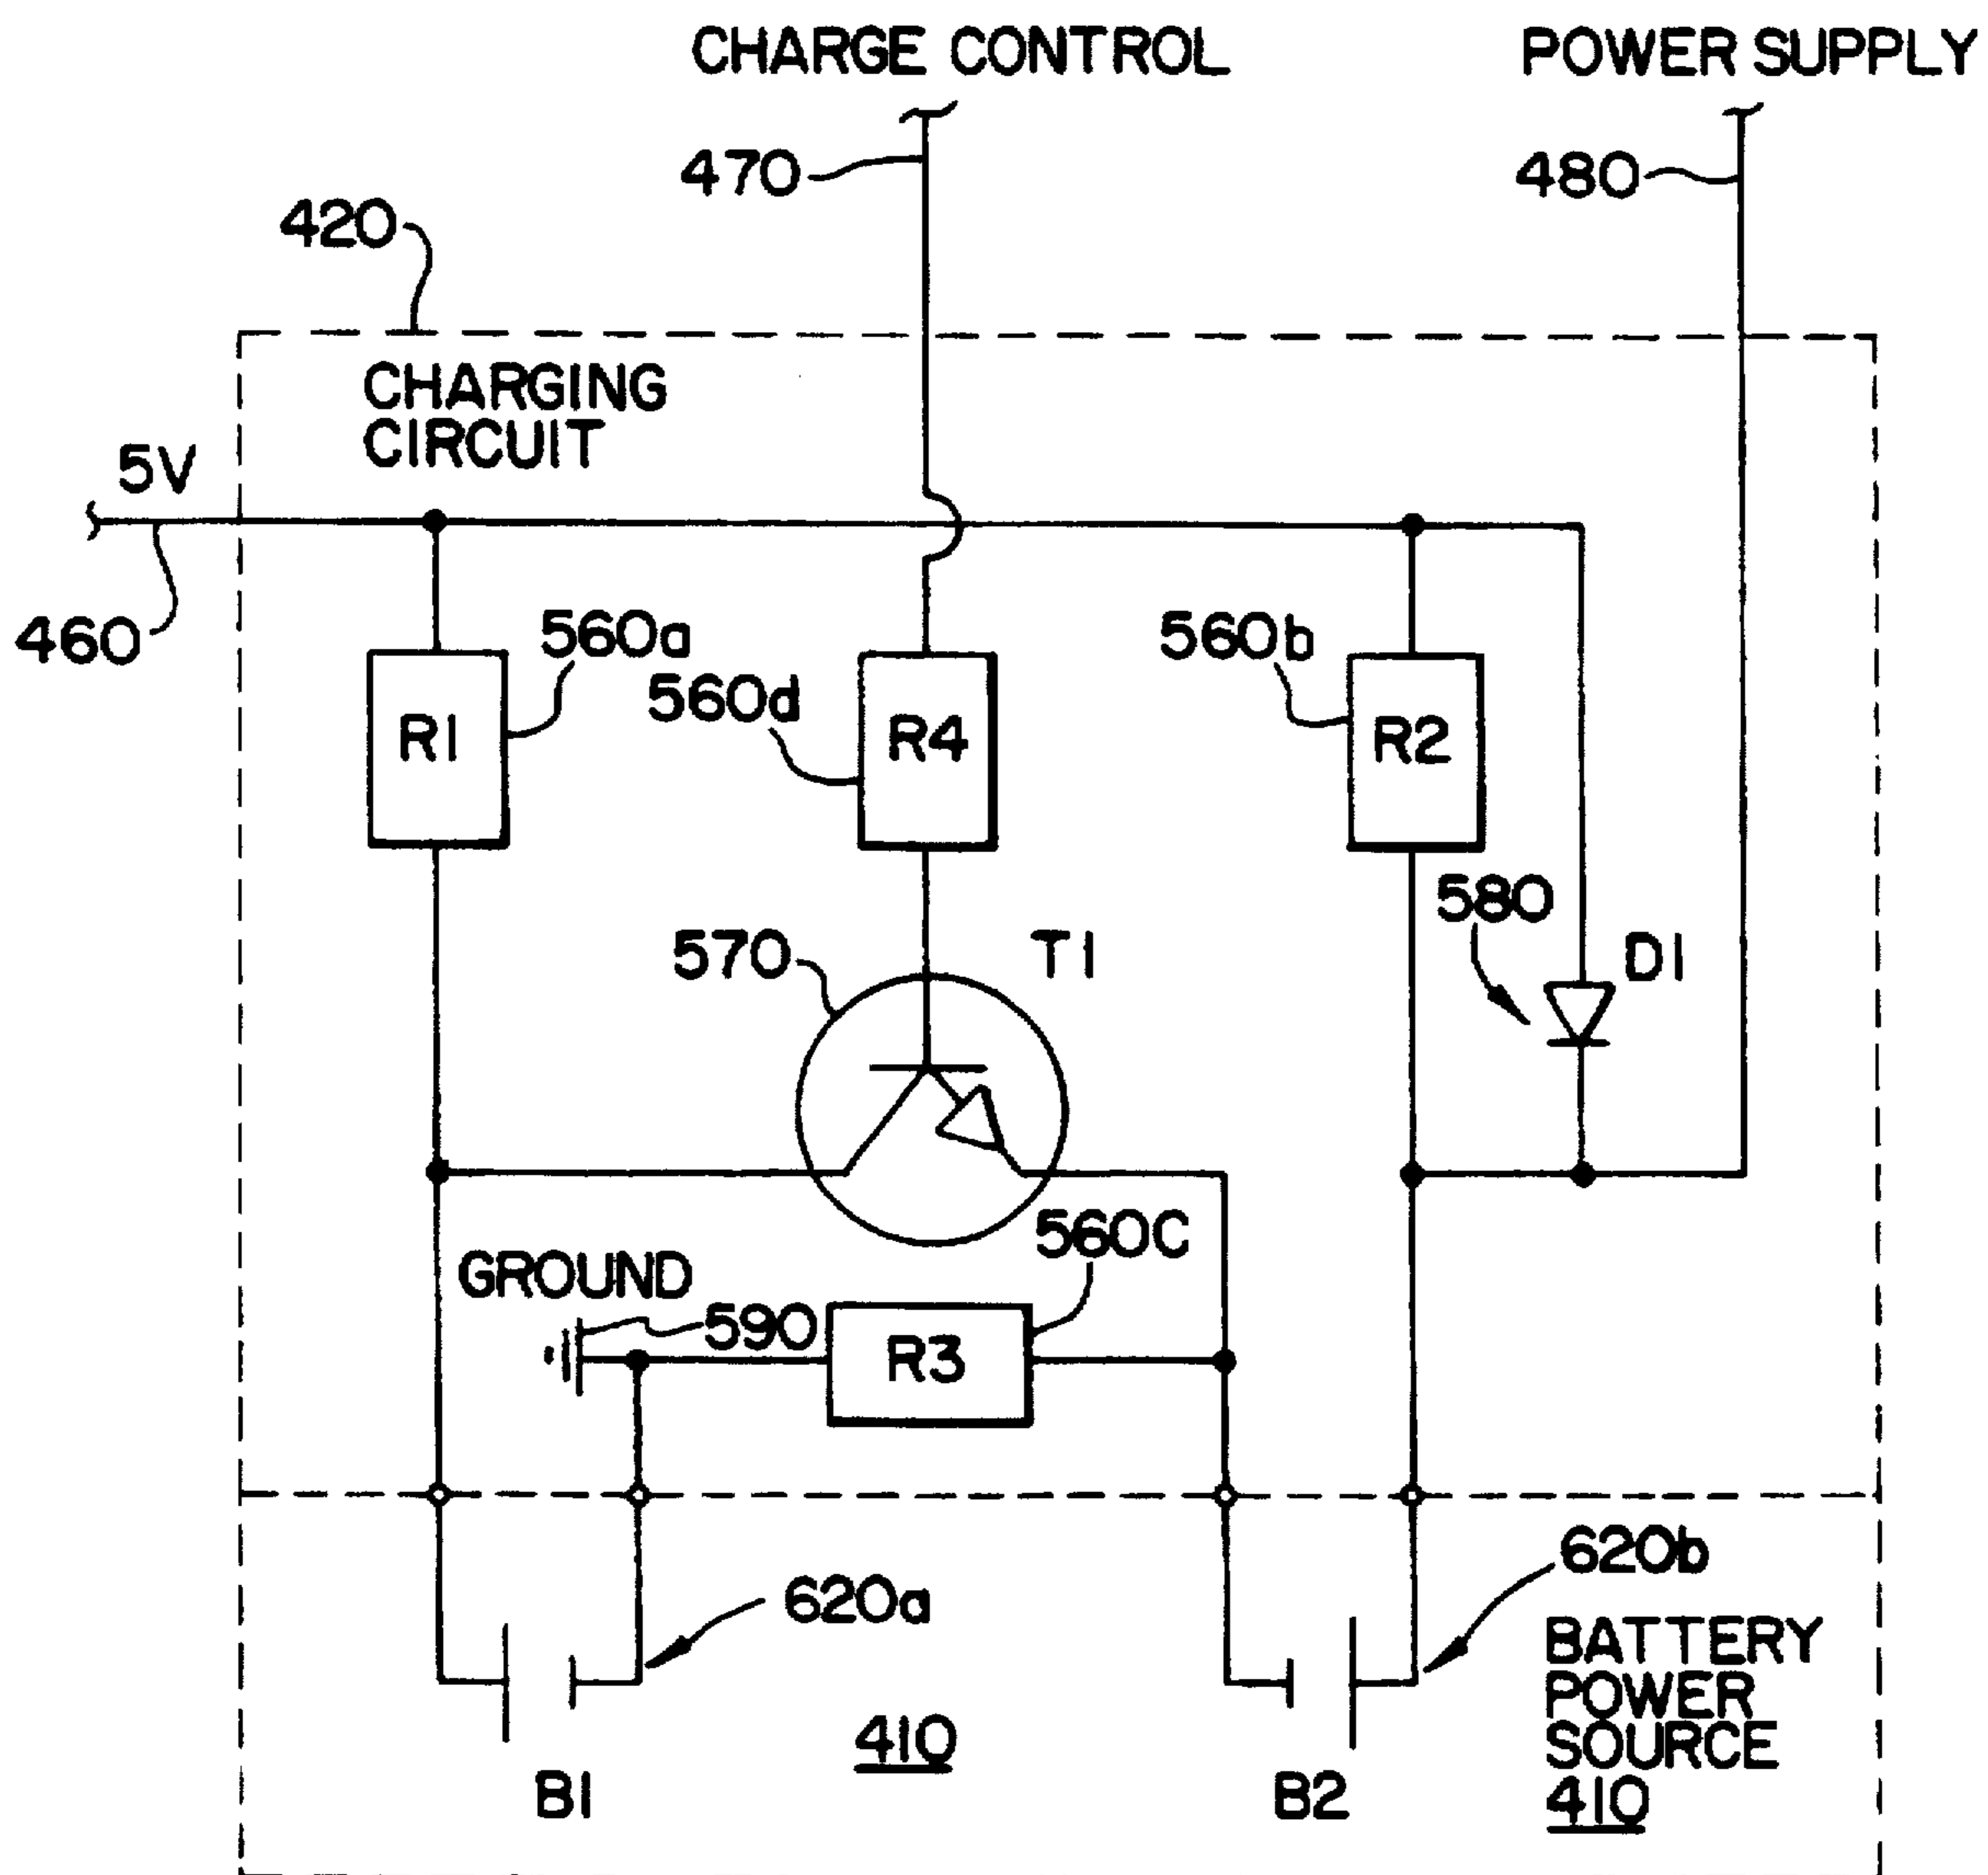 CHARGE CONTROL
POWER SUPPLY
470
480
420
CHARGING
CIRCUIT
5V
460
560a
560d
560b
R1
R4
R2
580
570
T1
D1
560C
GROUND
590
R3
620a
620b
BATTERY
POWER
SOURCE
410
410
B1
B2